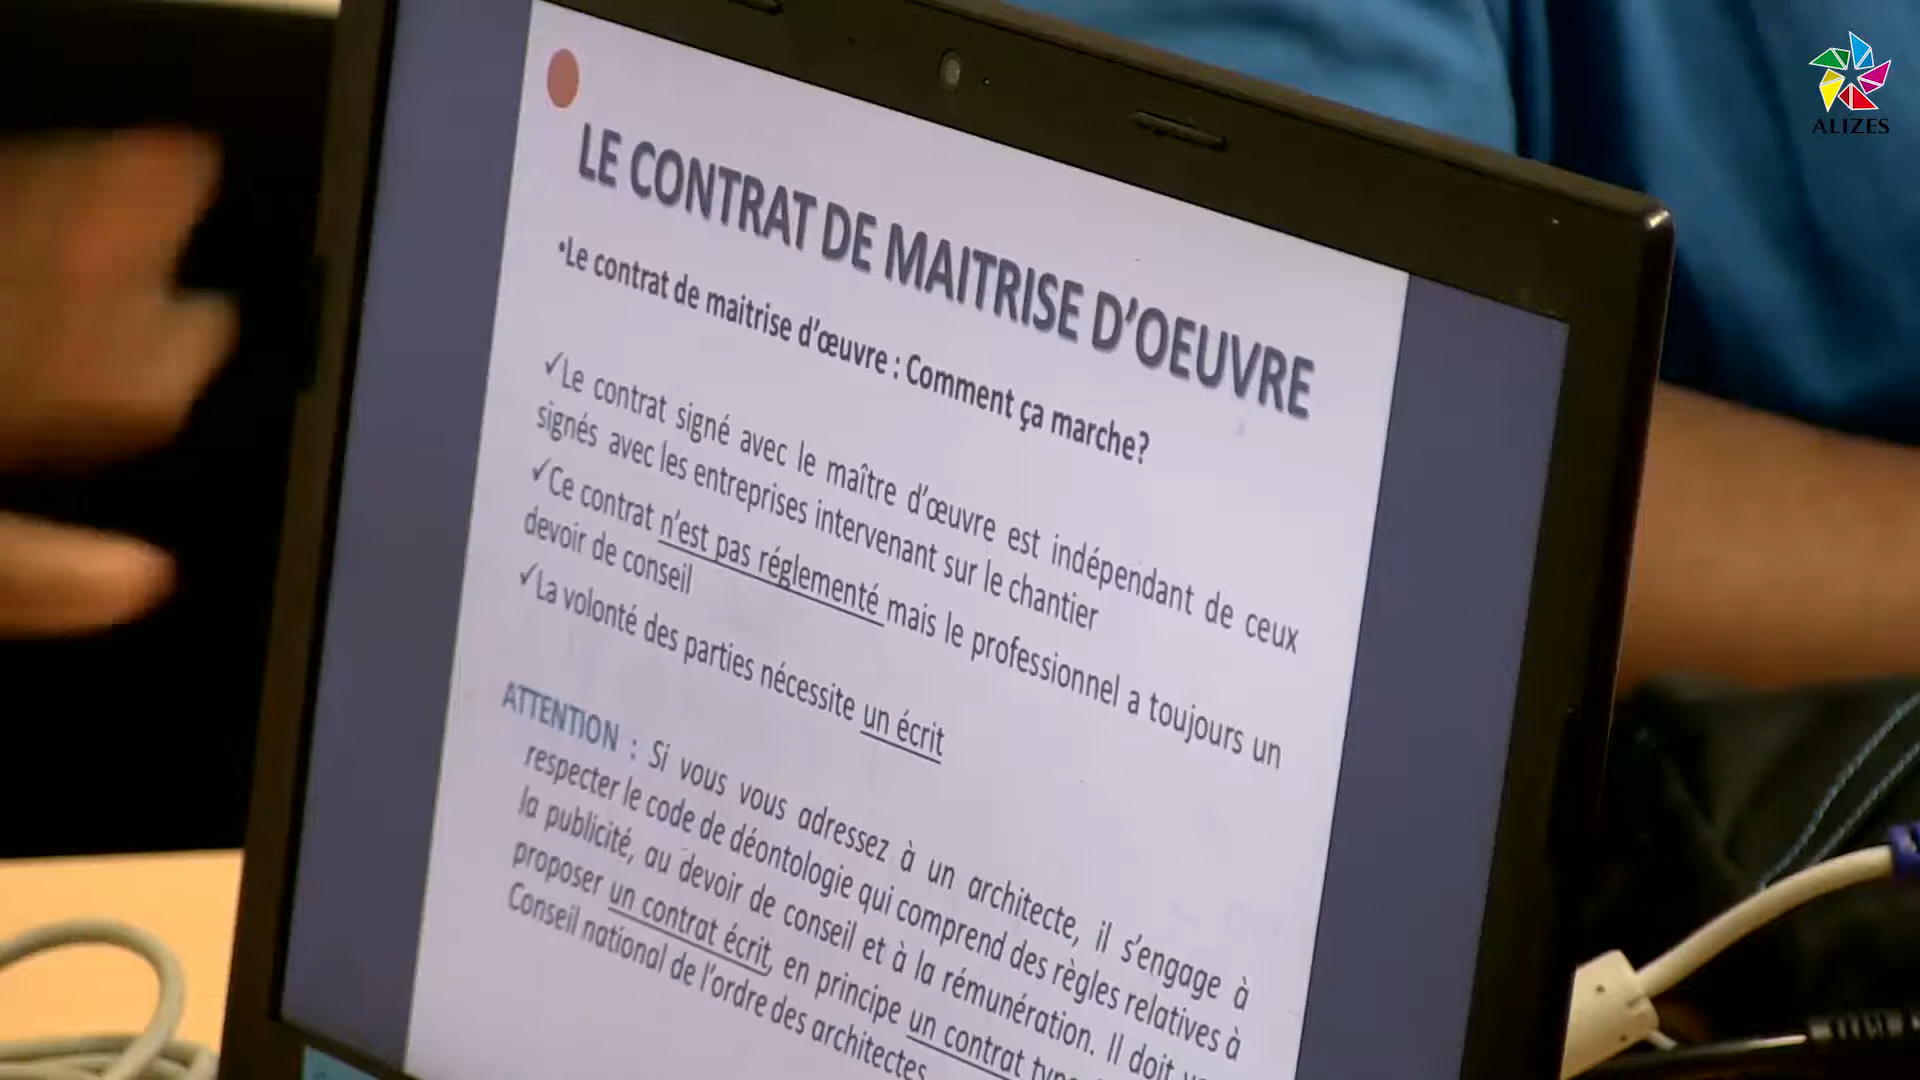 LE CONTRAT DE MAITRISE D'OEUVRE
•Le contrat de maitrise d'œuvre : Comment ça marche?
✓Le contrat signé avec le maître d'œuvre est indépendant de ceux
signés avec les entreprises intervenant sur le chantier
✓Ce contrat n'est pas réglementé mais le professionnel a toujours un
devoir de conseil
✓La volonté des parties nécessite un écrit
ATTENTION : Si vous vous adressez à un architecte, il s'engage à
respecter le code de déontologie qui comprend des règles relatives à
la publicité, au devoir de conseil et à la rémunération. Il doit
proposer un contrat écrit, en principe un contrat
Conseil national de l'ordre des architectes
ALIZES